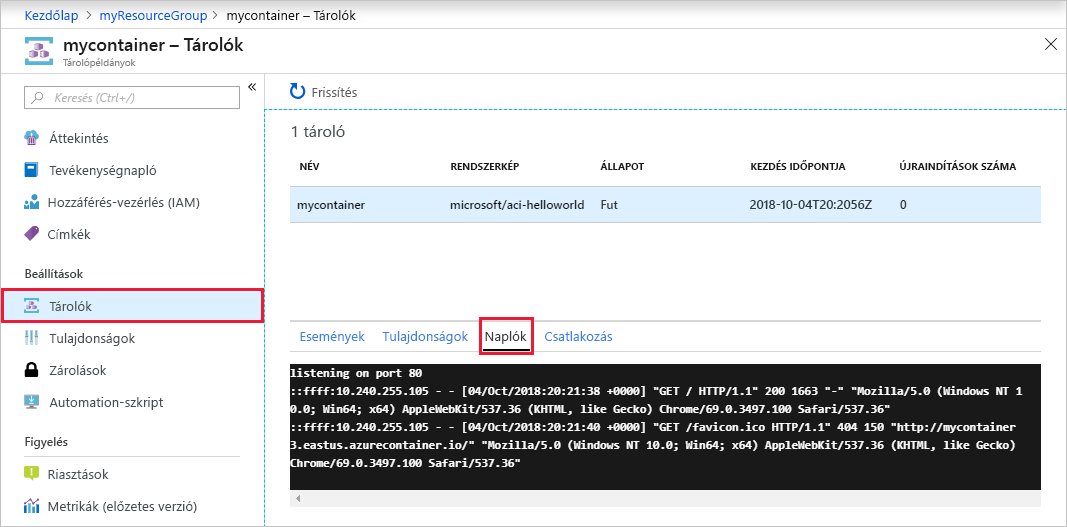 Kezdőlap > myResourceGroup > mycontainer – Tárolók
mycontainer – Tárolók
Tárolópéldányok
Keresés (Ctrl+/)
Áttekintés
Tevékenységnapló
Hozzáférés-vezérlés (IAM)
Címkék
Beállítások
Tárolók
Tulajdonságok
Zárolások
Automation-szkript
Figyelés
Riasztások
Metrikák (előzetes verzió)
Frissítés
1 tároló
NÉV RENDSZERKÉP ÁLLAPOT KEZDÉS IDŐPONTJA ÚJRAINDÍTÁSOK SZÁMA
mycontainer microsoft/aci-helloworld Fut 2018-10-04T20:2056Z 0
Események Tulajdonságok Naplók Csatlakozás
listening on port 80
::ffff:10.240.255.105 - - [04/Oct/2018:20:21:38 +0000] "GET / HTTP/1.1" 200 1663 "-" "Mozilla/5.0 (Windows NT 1
0.0; Win64; x64) AppleWebKit/537.36 (KHTML, like Gecko) Chrome/69.0.3497.100 Safari/537.36"
::ffff:10.240.255.105 - - [04/Oct/2018:20:21:40 +0000] "GET /favicon.ico HTTP/1.1" 404 150 "http://mycontainer
3.eastus.azurecontainer.io/" "Mozilla/5.0 (Windows NT 10.0; Win64; x64) AppleWebKit/537.36 (KHTML, like Gecko)
Chrome/69.0.3497.100 Safari/537.36"